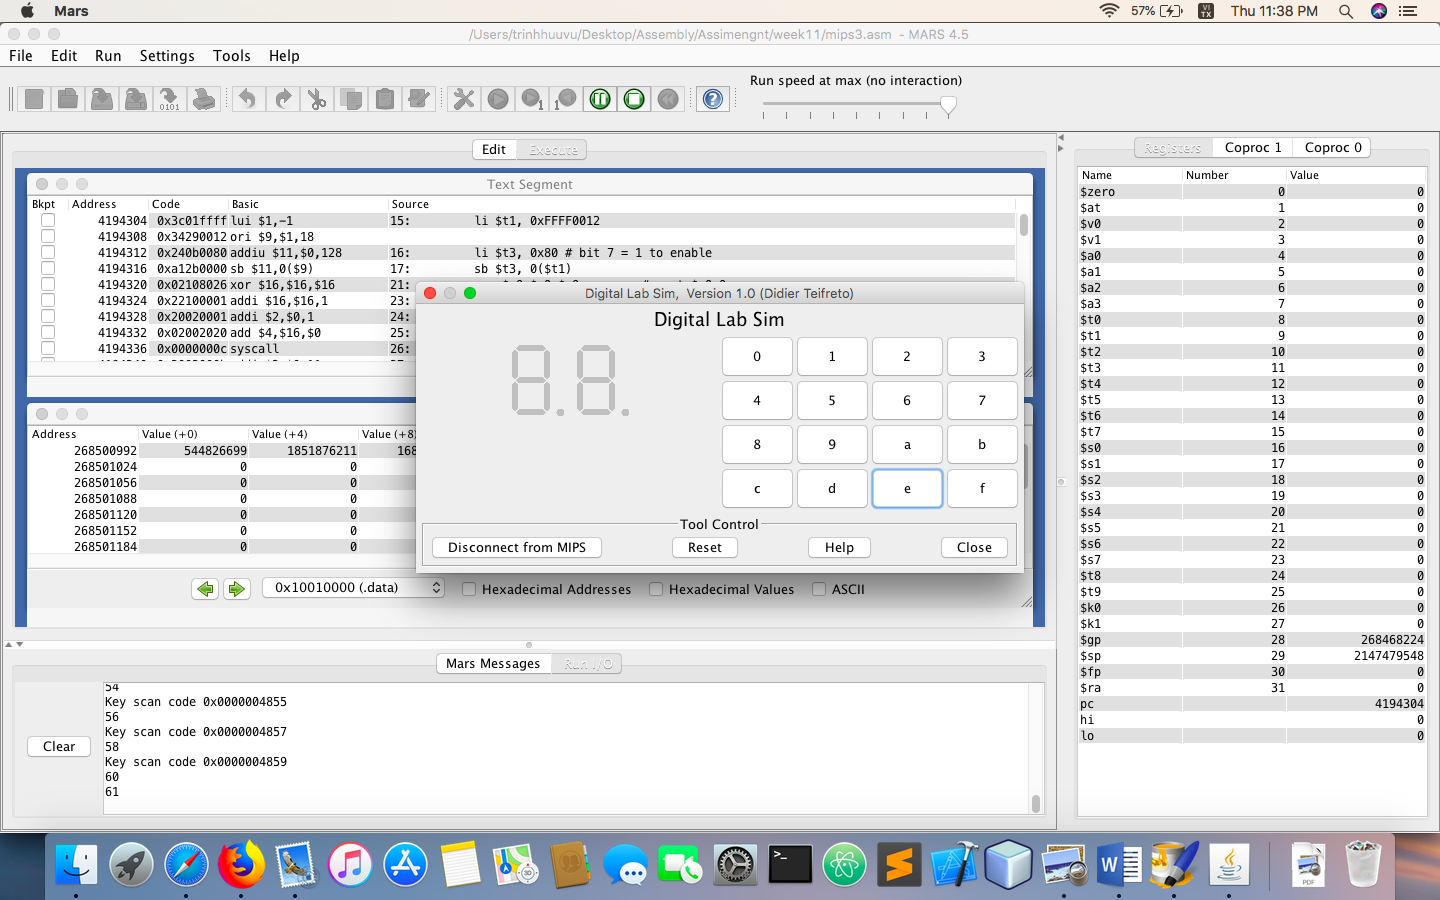 Mars 57% VI TX Thu 11:38 PM
/Users/trinhhuuvu/Desktop/Assembly/Assimengnt/week11/mips3.asm - MARS 4.5
File Edit Run Settings Tools Help
Run speed at max (no interaction)
Edit Execute
Text Segment
Bkpt Address Code Basic Source
4194304 0x3c01ffff lui $1,-1 15: li $t1, 0xFFFF0012
4194308 0x34290012 ori $9,$1,18
4194312 0x240b0080 addiu $11,$0,128 16: li $t3, 0x80 # bit 7 = 1 to enable
4194316 0xa12b0000 sb $11,0($9) 17: sb $t3, 0($t1)
4194320 0x02108026 xor $16,$16,$16 21:
4194324 0x22100001 addi $16,$16,1 23:
4194328 0x20020001 addi $2,$0,1 24:
4194332 0x02002020 add $4,$16,$0 25:
4194336 0x0000000c syscall 26:
Address Value (+0) Value (+4) Value (+8)
268500992 544826699 1851876211 168
268501024 0 0
268501056 0 0
268501088 0 0
268501120 0 0
268501152 0 0
268501184 0 0
0x10010000 (.data) Hexadecimal Addresses Hexadecimal Values ASCII
Digital Lab Sim, Version 1.0 (Didier Teifreto)
Digital Lab Sim
8.8.
0 1 2 3
4 5 6 7
8 9 a b
c d e f
Tool Control
Disconnect from MIPS Reset Help Close
Mars Messages Run I/O
Clear
54
Key scan code 0x0000004855
56
Key scan code 0x0000004857
58
Key scan code 0x0000004859
60
61
Registers Coproc 1 Coproc 0
Name Number Value
$zero 0 0
$at 1 0
$v0 2 0
$v1 3 0
$a0 4 0
$a1 5 0
$a2 6 0
$a3 7 0
$t0 8 0
$t1 9 0
$t2 10 0
$t3 11 0
$t4 12 0
$t5 13 0
$t6 14 0
$t7 15 0
$s0 16 0
$s1 17 0
$s2 18 0
$s3 19 0
$s4 20 0
$s5 21 0
$s6 22 0
$s7 23 0
$t8 24 0
$t9 25 0
$k0 26 0
$k1 27 0
$gp 28 268468224
$sp 29 2147479548
$fp 30 0
$ra 31 0
pc 4194304
hi 0
lo 0